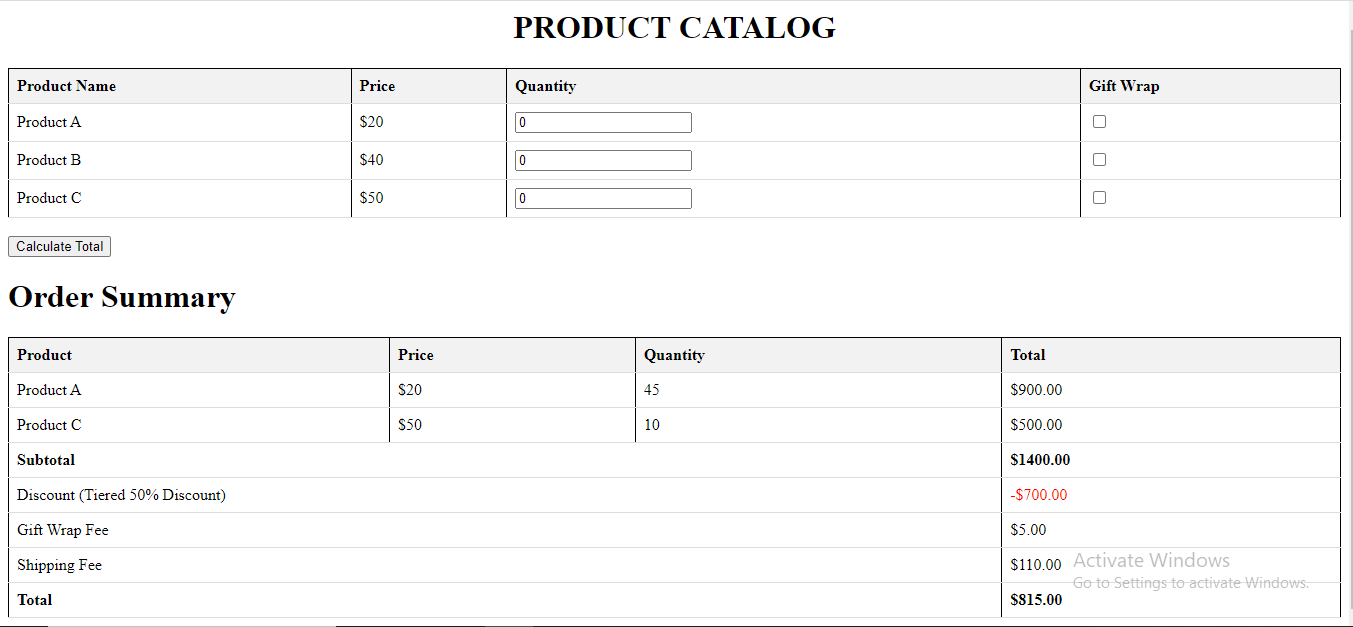 PRODUCT CATALOG
Product Name Price Quantity Gift Wrap
Product A $20 0
Product B $40 0
Product C $50 0
Calculate Total
Order Summary
Product Price Quantity Total
Product A $20 45 $900.00
Product C $50 10 $500.00
Subtotal $1400.00
Discount (Tiered 50% Discount) -$700.00
Gift Wrap Fee $5.00
Shipping Fee $110.00
Activate Windows
Go to Settings to activate Windows.
Total $815.00